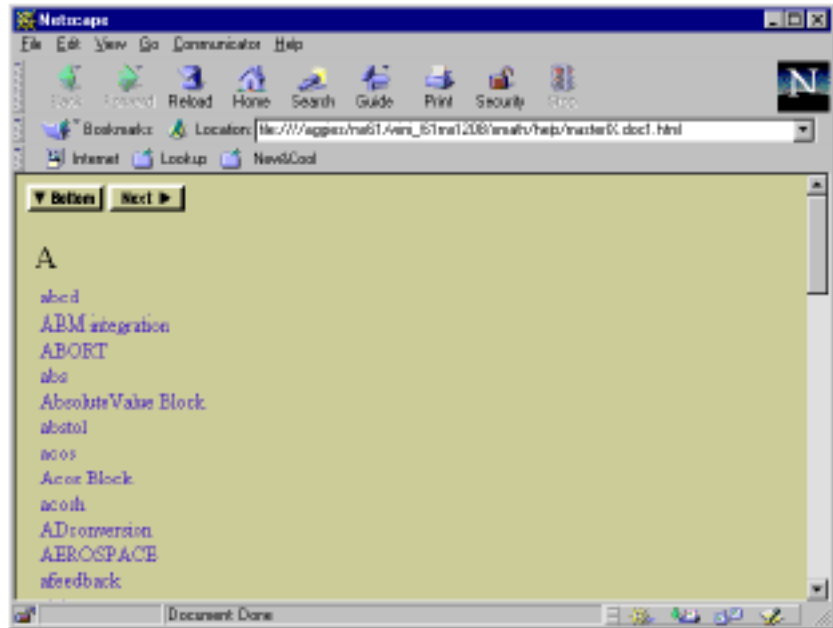 Netscape
File Edit View Go Communicator Help
Back Forward Reload Home Search Guide Print Security Stop
N
Bookmarks Location:
Internet Lookup New&Cool
Bottom Next
A
abcd
ABM integration
ABORT
abs
AbsoluteValue Block
abstol
acos
Acos Block
acosh
ADconversion
AEROSPACE
afeedback
Document Done